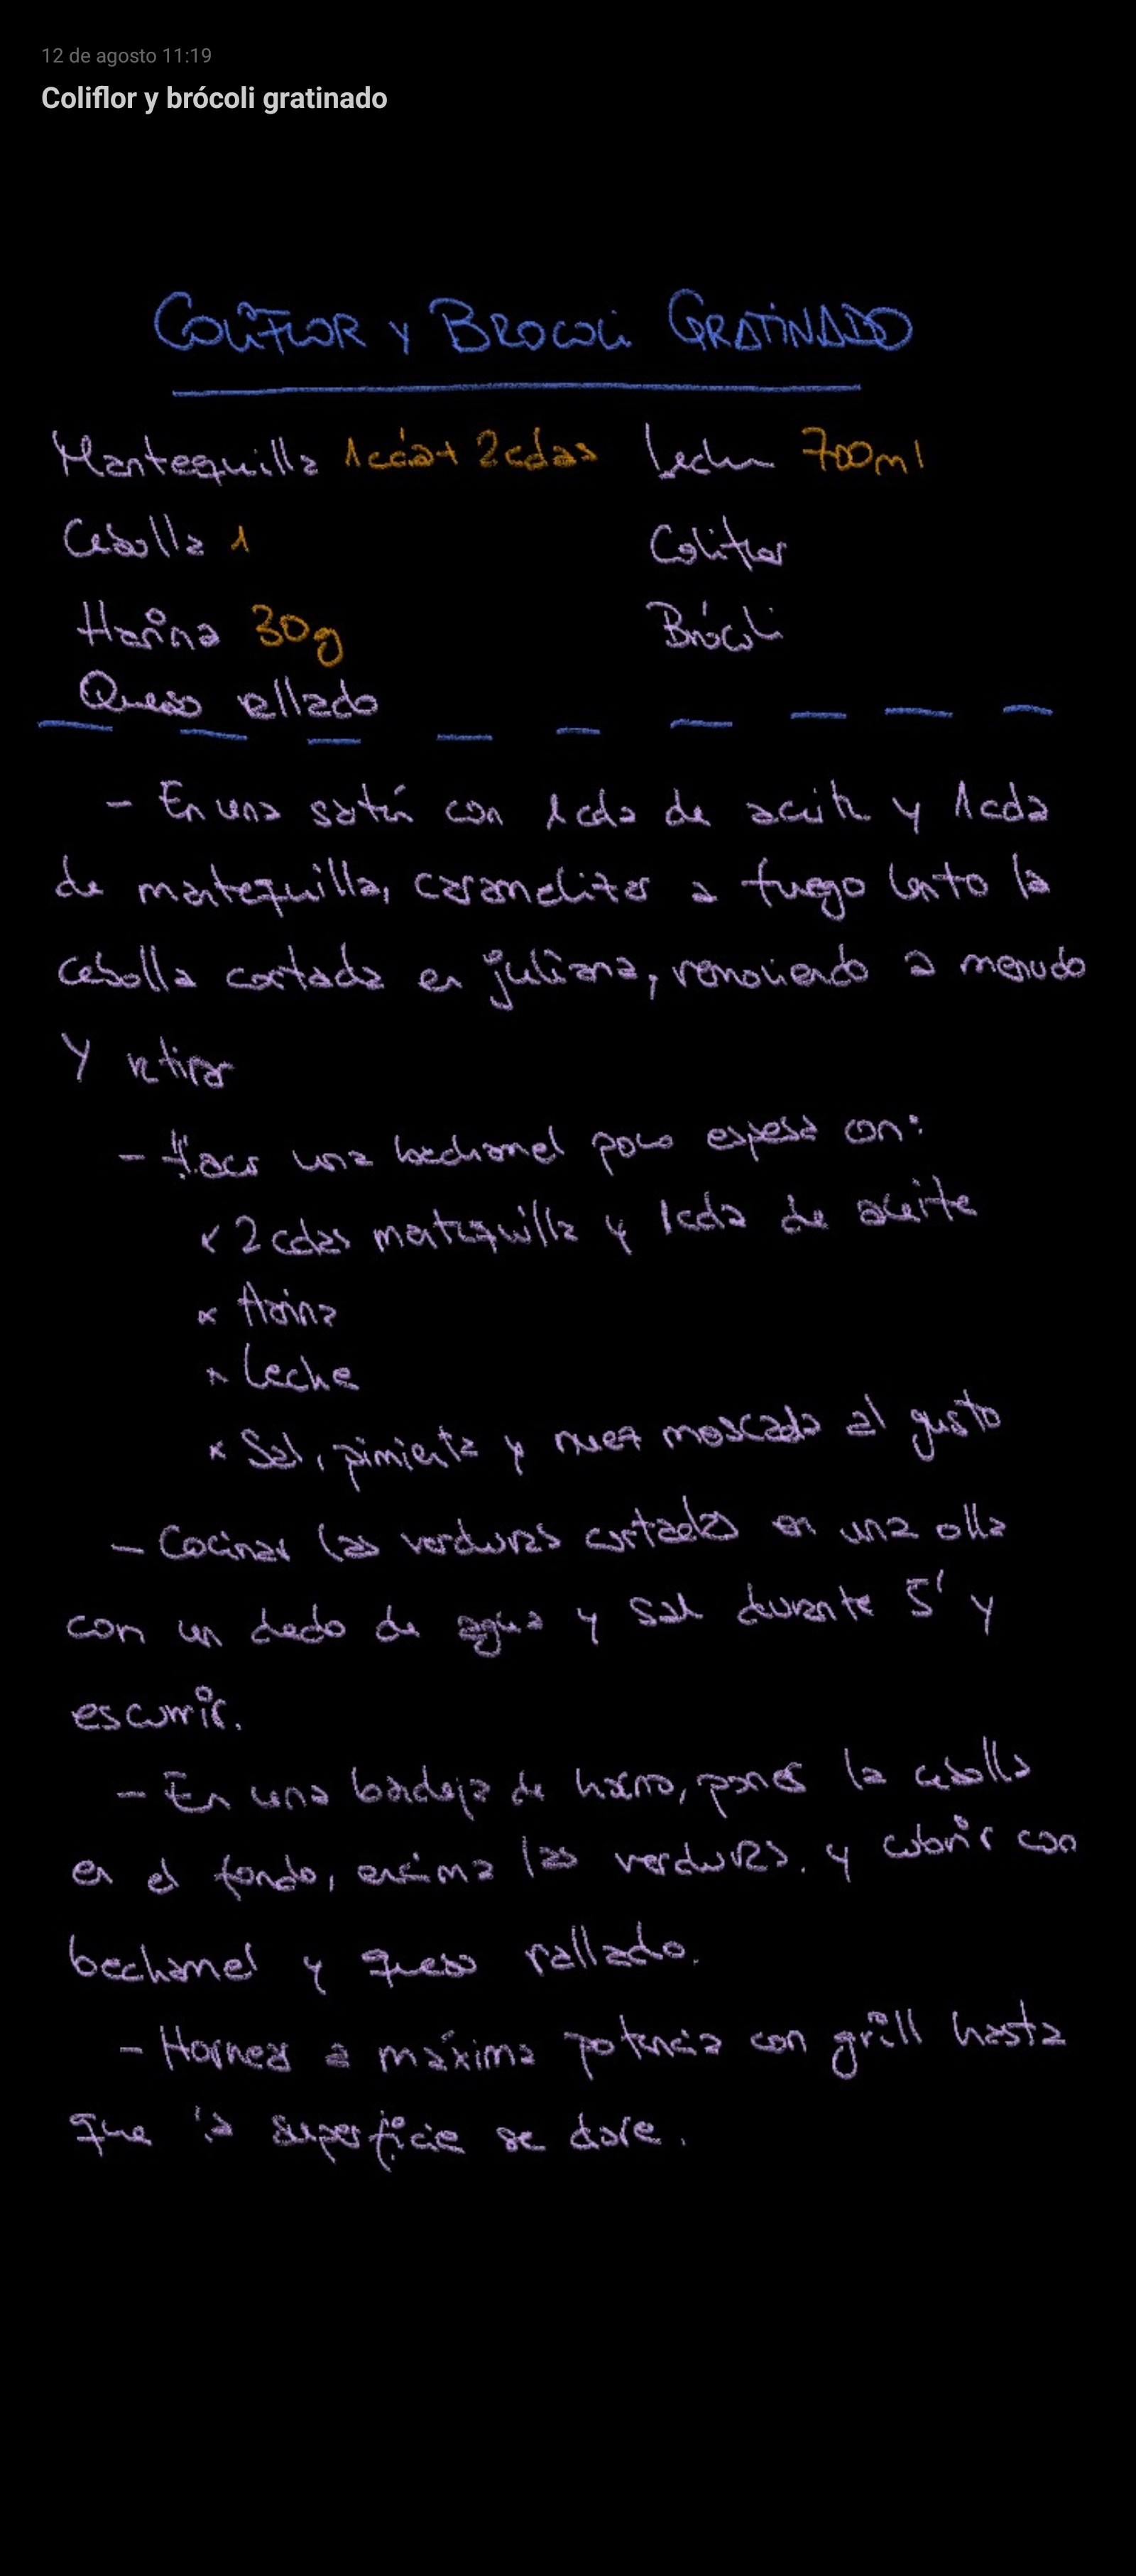 12 de agosto 11:19
Coliflor y brócoli gratinado
COLIFLOR Y BROCOLI GRATINADO
Mantequilla 1cda+ 2cdas Leche 700ml
Cebolla 1 Coliflor
Harina 30g Brócoli
Queso rallado
- En una sartén con 1cda de aceite y 1cda
de mantequilla, caramelizar a fuego lento la
cebolla cortada en juliana, removiendo a menudo
y retirar
- Hacer una bechamel poco espesa con:
x 2 cdas mantequilla y 1cda de aceite
x Harina
x Leche
x Sal, pimienta y nuez moscada al gusto
- Cocinar las verduras cortadas en una olla
con un dedo de agua y sal durante 5' y
escurrir.
- En una bandeja de horno, poner la cebolla
en el fondo, encima las verduras. y cubrir con
bechamel y queso rallado.
- Hornear a máxima potencia con grill hasta
que la superficie se dore.